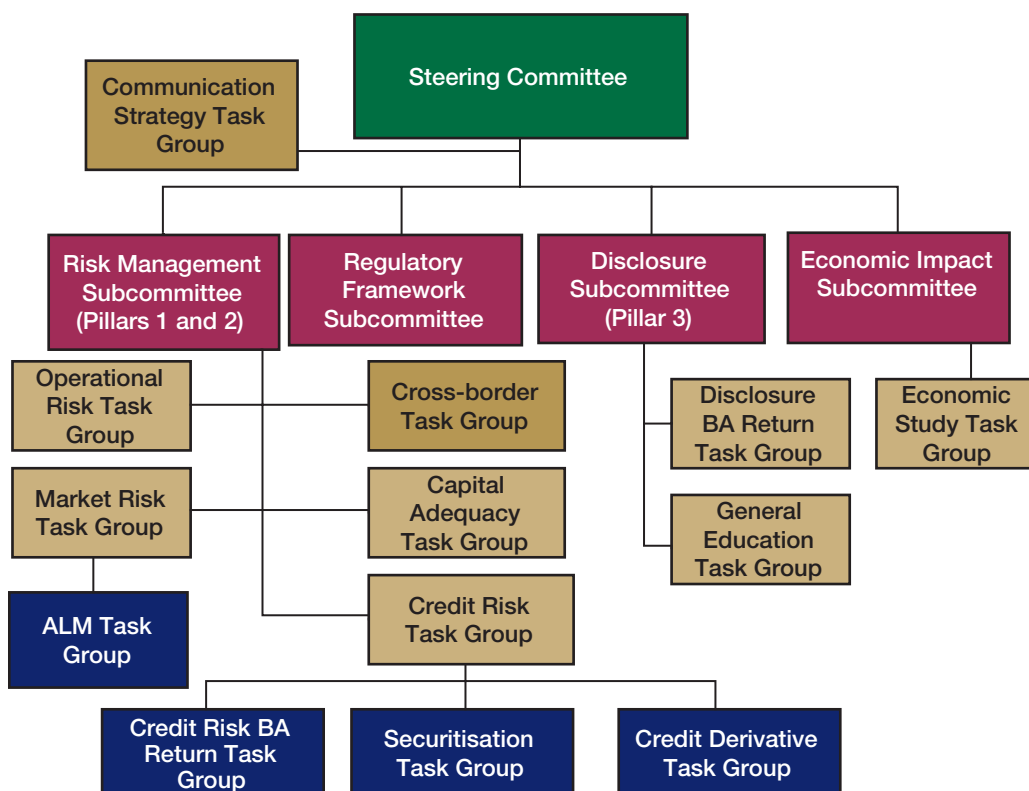 Steering Committee
Communication
Strategy Task
Group
Risk Management
Subcommittee
(Pillars 1 and 2)
Regulatory
Framework
Subcommittee
Disclosure
Subcommittee
(Pillar 3)
Economic Impact
Subcommittee
Operational
Risk Task
Group
Cross-border
Task Group
Disclosure
BA Return
Task Group
Economic
Study Task
Group
Market Risk
Task Group
Capital
Adequacy
Task Group
General
Education
Task Group
ALM Task
Group
Credit Risk
Task Group
Credit Risk BA
Return Task
Group
Securitisation
Task Group
Credit Derivative
Task Group